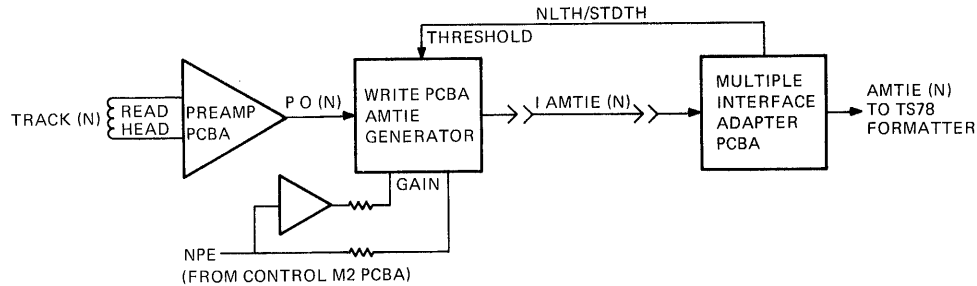 NLTH/STDTH
THRESHOLD
TRACK (N)
READ
HEAD
PREAMP
PCBA
P O (N)
WRITE PCBA
AMTIE
GENERATOR
I AMTIE (N)
MULTIPLE
INTERFACE
ADAPTER
PCBA
AMTIE (N)
TO TS78
FORMATTER
GAIN
NPE
(FROM CONTROL M2 PCBA)